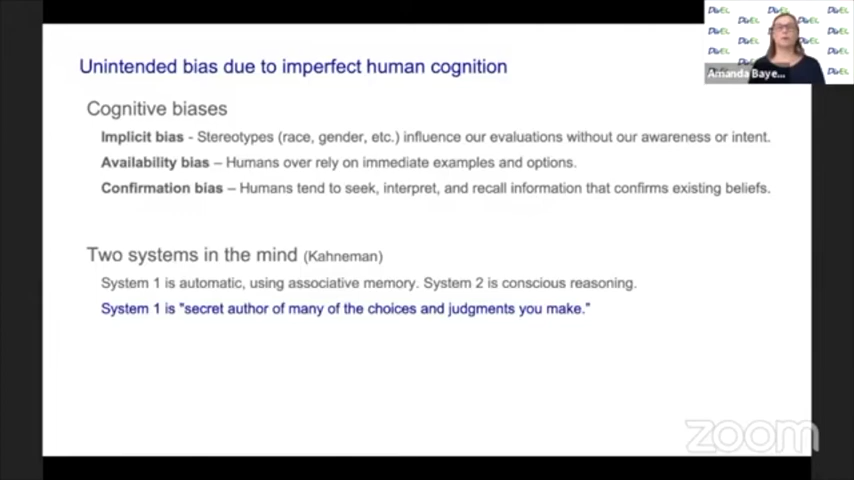 Unintended bias due to imperfect human cognition
Cognitive biases
Implicit bias - Stereotypes (race, gender, etc.) influence our evaluations without our awareness or intent.
Availability bias – Humans over rely on immediate examples and options.
Confirmation bias – Humans tend to seek, interpret, and recall information that confirms existing beliefs.
Two systems in the mind (Kahneman)
System 1 is automatic, using associative memory. System 2 is conscious reasoning.
System 1 is "secret author of many of the choices and judgments you make."
Amanda Baye...
zoom